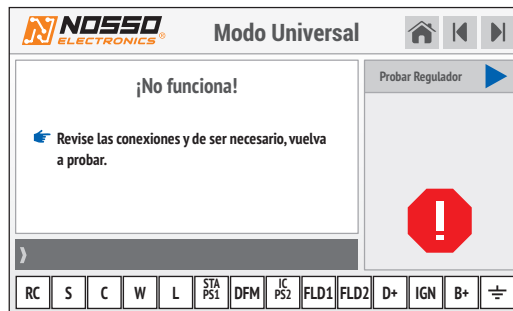 NOSSO
ELECTRONICS®
Modo Universal
¡No funciona!
Probar Regulador
Revise las conexiones y de ser necesario, vuelva
a probar.
!
RC S C W L STA PS1 DFM IC PS2 FLD1 FLD2 D+ IGN B+